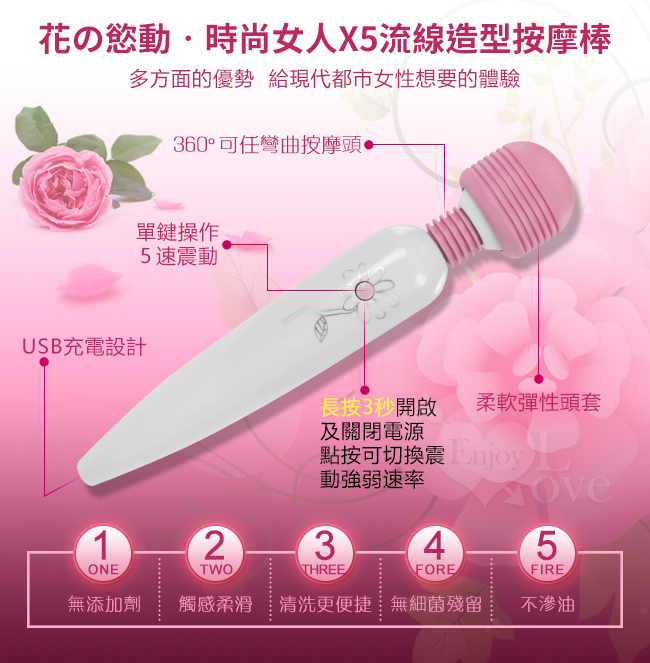 花の慾動‧時尚女人X5流線造型按摩棒
多方面的優勢 給現代都市女性想要的體驗
360°可任彎曲按摩頭
單鍵操作
5速震動
USB充電設計
長按3秒開啟
及關閉電源
點按可切換震
動強弱速率
柔軟彈性頭套
Enjoy Love
1 2 3 4 5
ONE TWO THREE FORE FIRE
無添加劑 觸感柔滑 清洗更便捷 無細菌殘留 不滲油